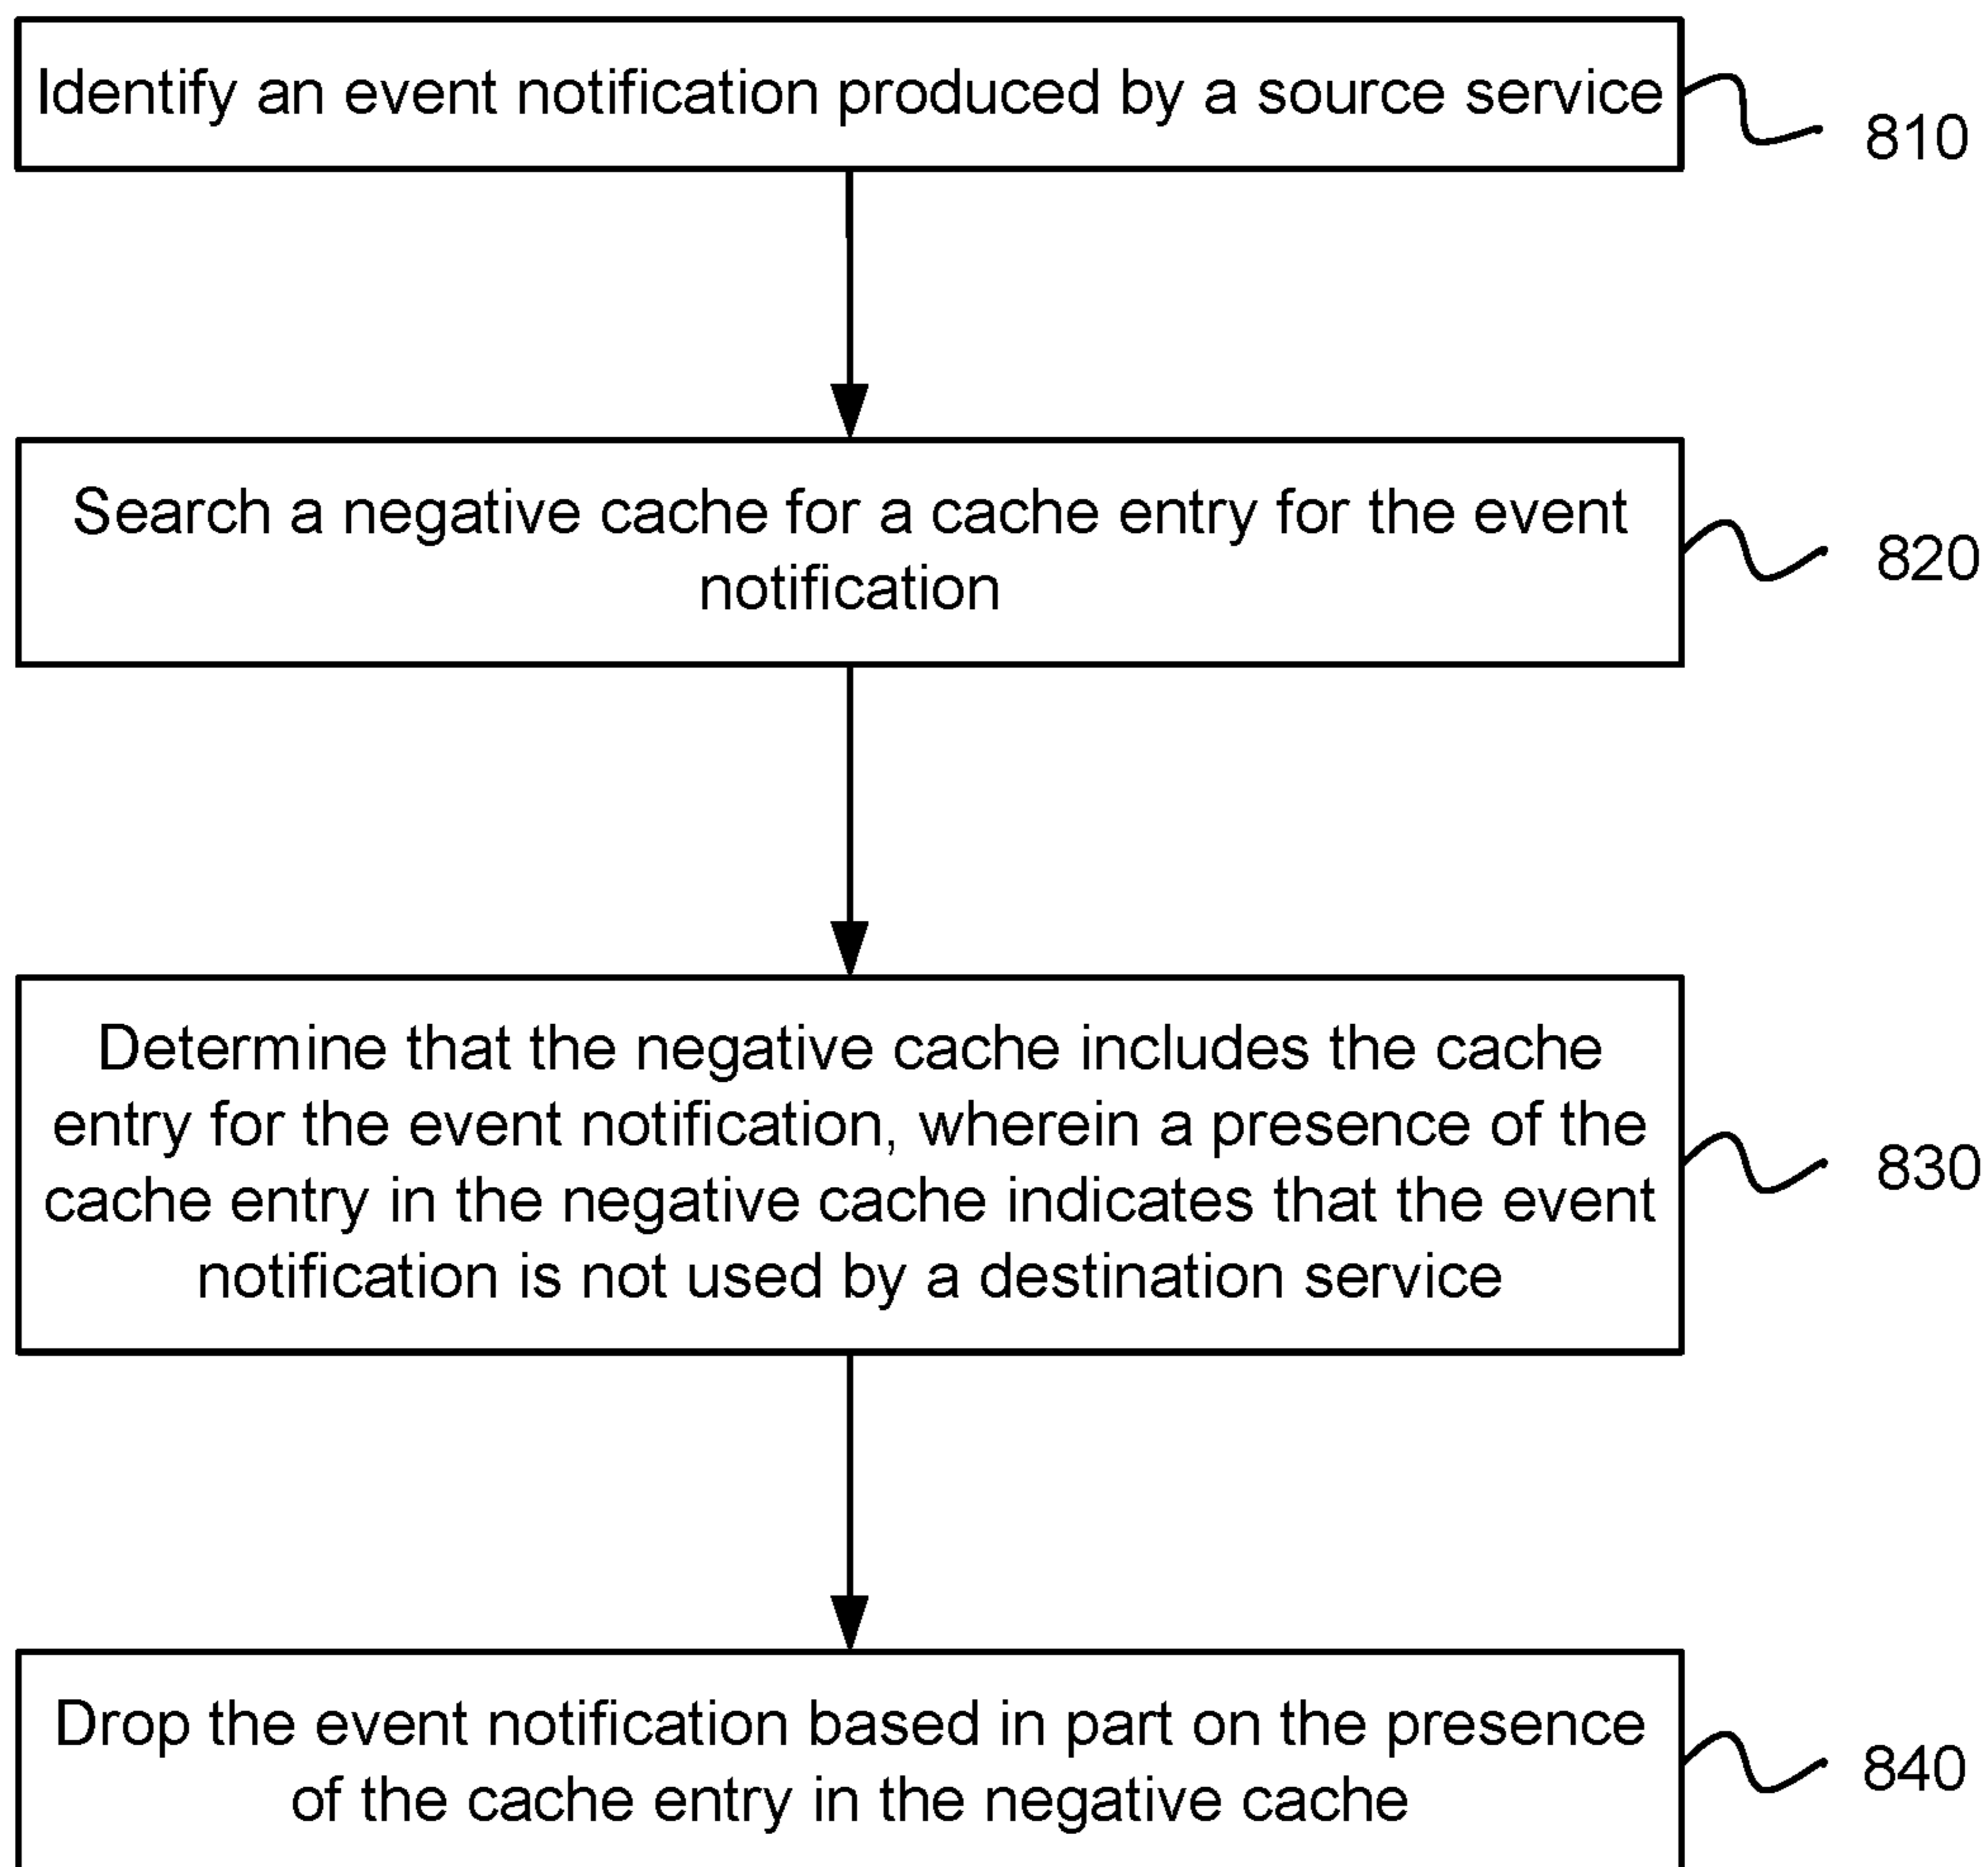 Identify an event notification produced by a source service
810
Search a negative cache for a cache entry for the event
notification
820
Determine that the negative cache includes the cache
entry for the event notification, wherein a presence of the
cache entry in the negative cache indicates that the event
notification is not used by a destination service
830
Drop the event notification based in part on the presence
of the cache entry in the negative cache
840